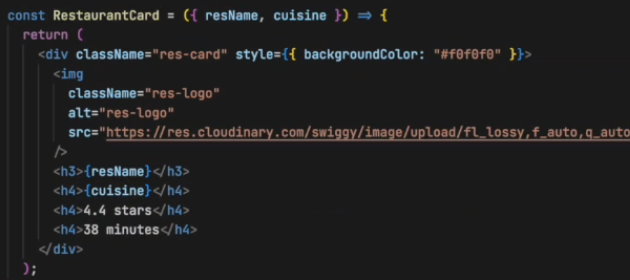 const RestaurantCard = ({ resName, cuisine }) => {
  return (
    <div className="res-card" style={{ backgroundColor: "#f0f0f0" }}>
      <img
        className="res-logo"
        alt="res-logo"
        src="https://res.cloudinary.com/swiggy/image/upload/fl_lossy,f_auto,q_auto
      />
      <h3>{resName}</h3>
      <h4>{cuisine}</h4>
      <h4>4.4 stars</h4>
      <h4>38 minutes</h4>
    </div>
  );